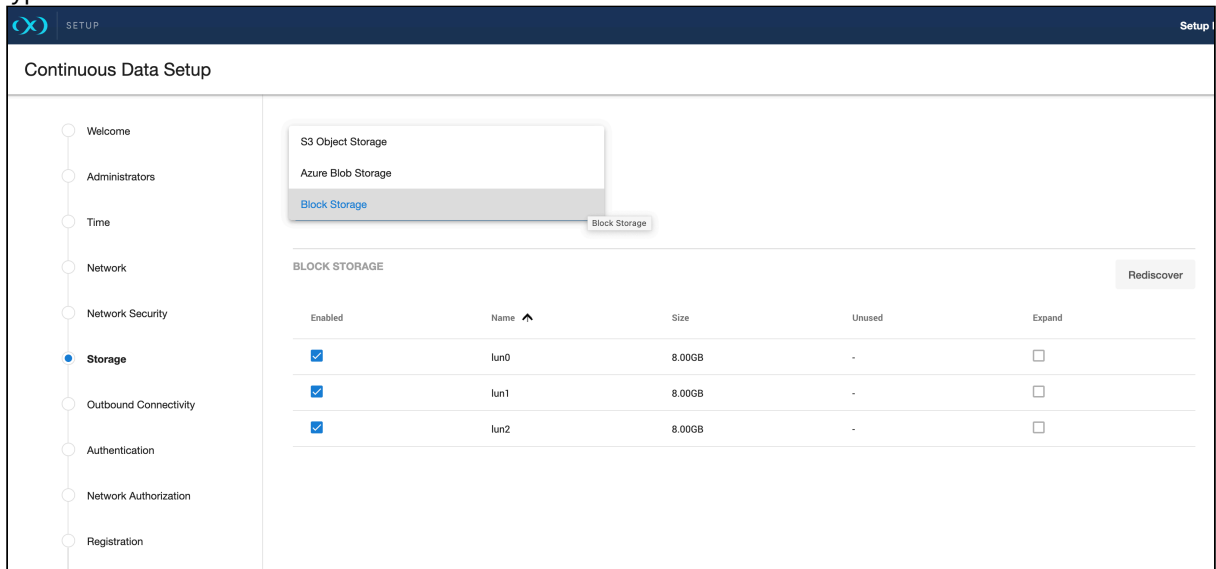 SETUP
Setup
Continuous Data Setup
Welcome
Administrators
Time
Network
Network Security
Storage
Outbound Connectivity
Authentication
Network Authorization
Registration
S3 Object Storage
Azure Blob Storage
Block Storage
Block Storage
BLOCK STORAGE
Rediscover
Enabled Name Size Unused Expand
lun0 8.00GB -
lun1 8.00GB -
lun2 8.00GB -